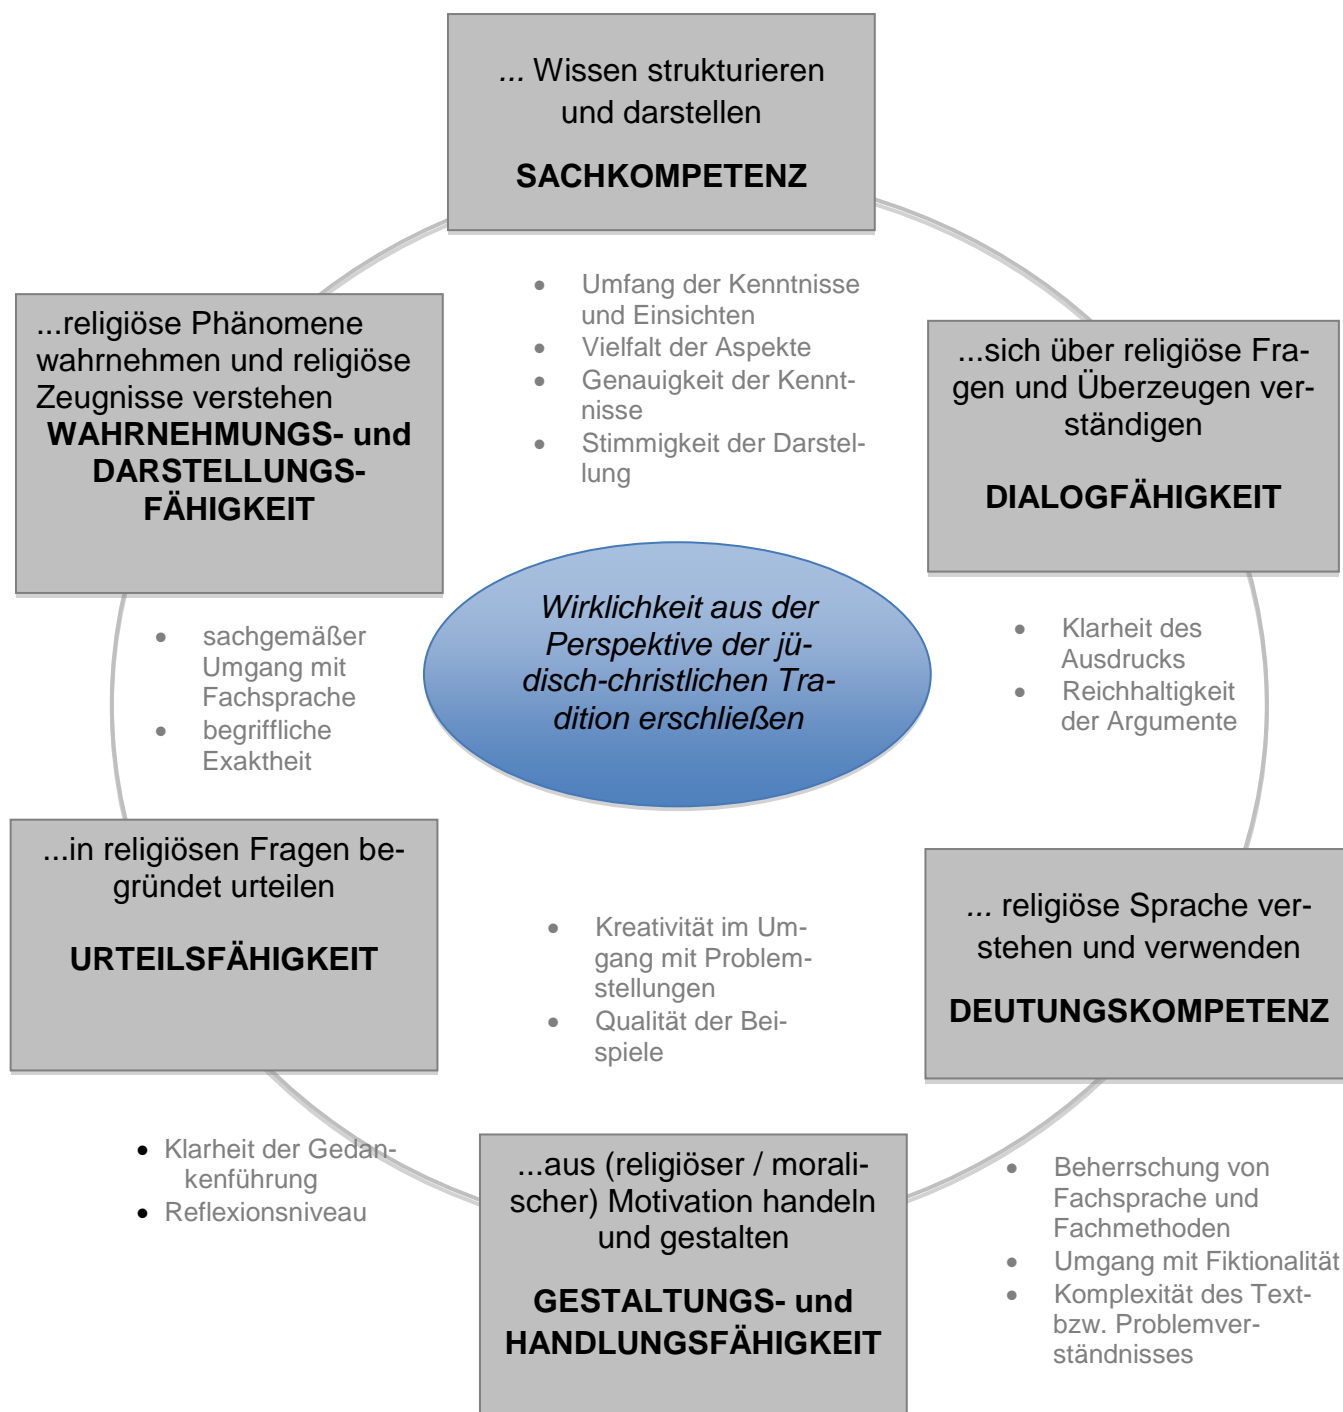 ... Wissen strukturieren
und darstellen
SACHKOMPETENZ
• Umfang der Kenntnisse
und Einsichten
• Vielfalt der Aspekte
• Genauigkeit der Kennt-
nisse
• Stimmigkeit der Darstel-
lung
...religiöse Phänomene
wahrnehmen und religiöse
Zeugnisse verstehen
WAHRNEHMUNGS- und
DARSTELLUNGS-
FÄHIGKEIT
...sich über religiöse Fra-
gen und Überzeugen ver-
ständigen
DIALOGFÄHIGKEIT
Wirklichkeit aus der
Perspektive der jü-
disch-christlichen Tra-
dition erschließen
• sachgemäßer
Umgang mit
Fachsprache
• begriffliche
Exaktheit
• Klarheit des
Ausdrucks
• Reichhaltigkeit
der Argumente
...in religiösen Fragen be-
gründet urteilen
URTEILSFÄHIGKEIT
• Kreativität im Um-
gang mit Problem-
stellungen
• Qualität der Bei-
spiele
... religiöse Sprache ver-
stehen und verwenden
DEUTUNGSKOMPETENZ
• Klarheit der Gedan-
kenführung
• Reflexionsniveau
...aus (religiöser / morali-
scher) Motivation handeln
und gestalten
GESTALTUNGS- und
HANDLUNGSFÄHIGKEIT
• Beherrschung von
Fachsprache und
Fachmethoden
• Umgang mit Fiktionalität
• Komplexität des Text-
bzw. Problemver-
ständnisses